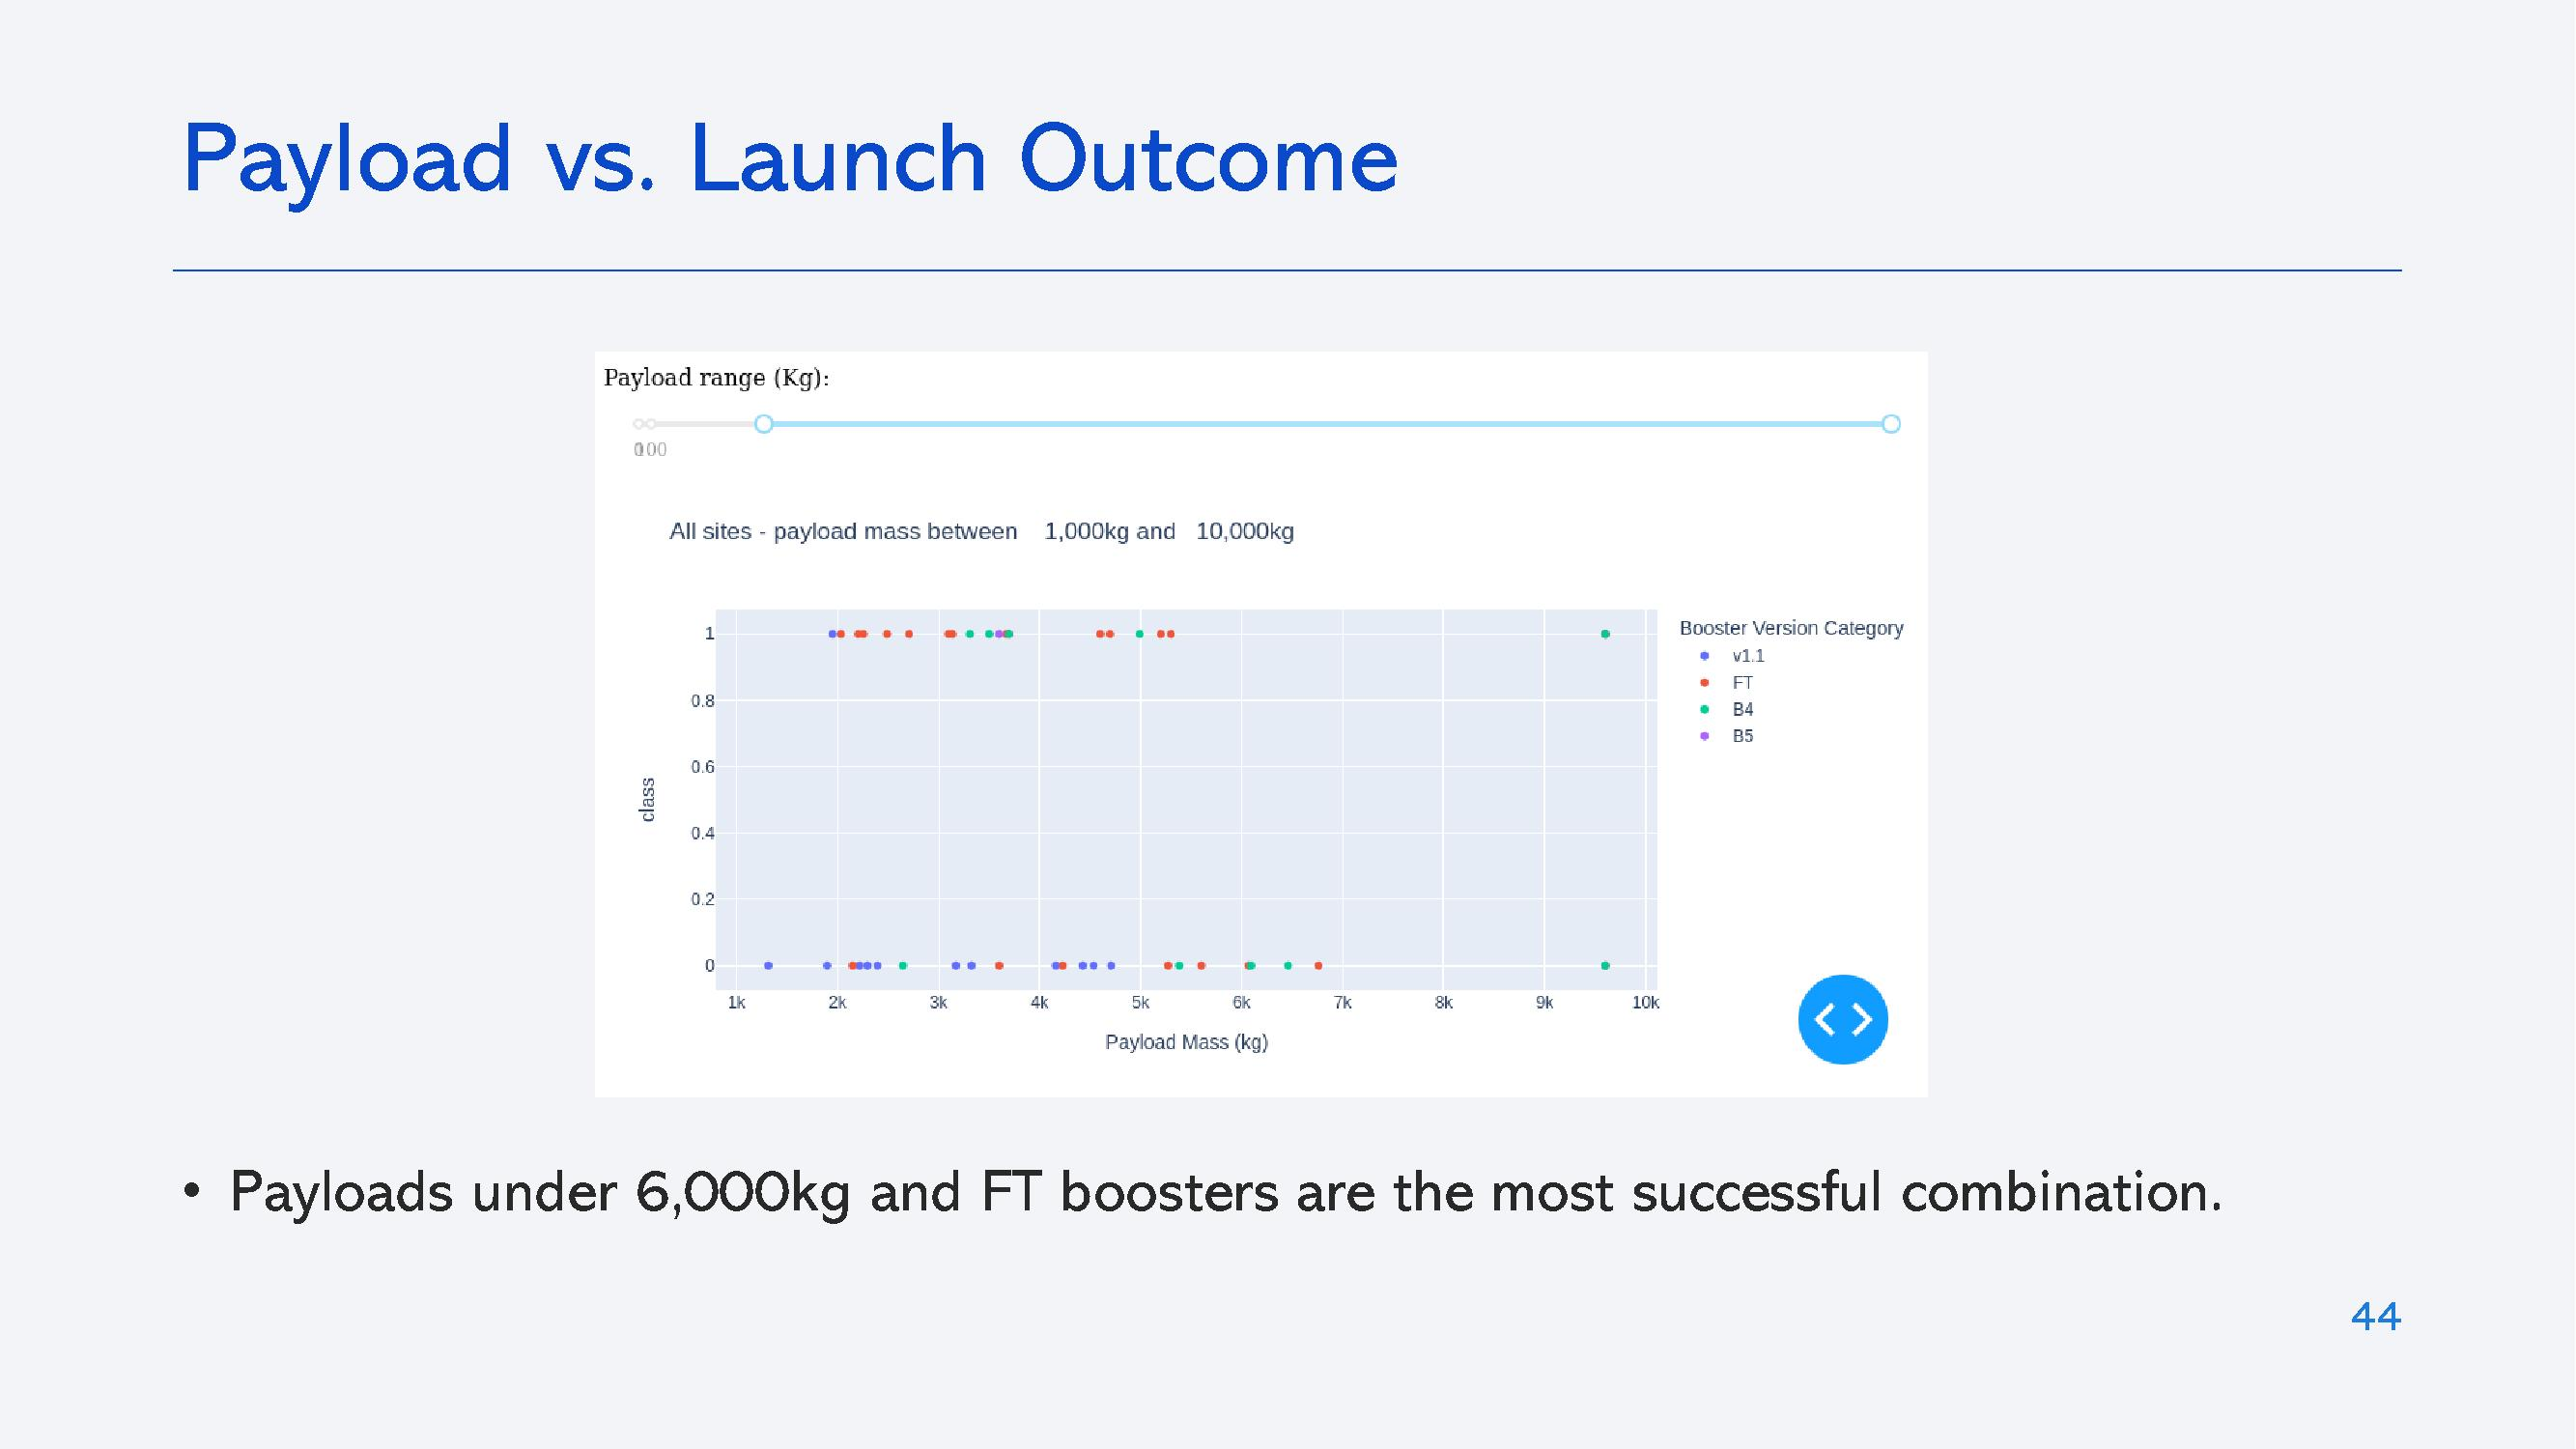 Payload vs. Launch Outcome
Payload range (Kg):
0 100
All sites - payload mass between 1,000kg and 10,000kg
Booster Version Category
v1.1
FT
B4
B5
1
0.8
0.6
0.4
0.2
0
class
1k 2k 3k 4k 5k 6k 7k 8k 9k 10k
Payload Mass (kg)
• Payloads under 6,000kg and FT boosters are the most successful combination.
44